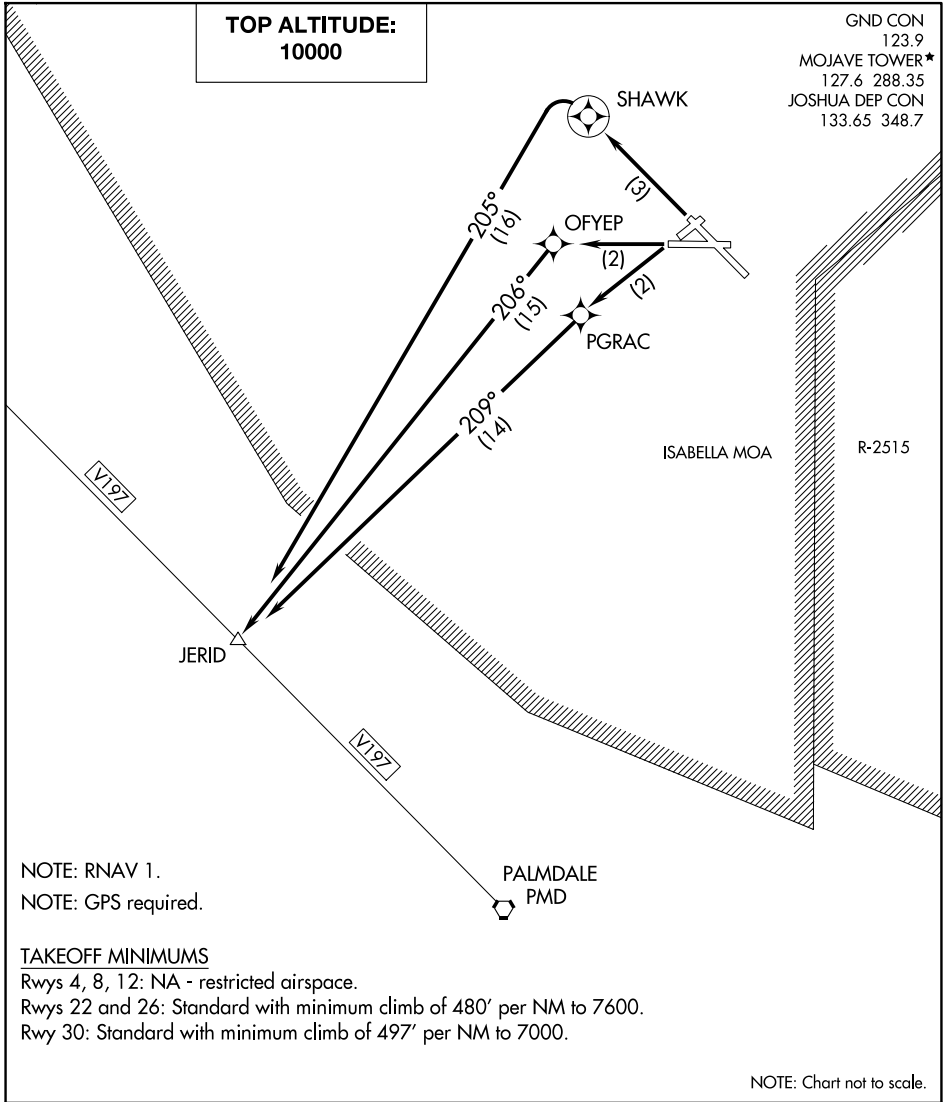 TOP ALTITUDE:
10000
GND CON
123.9
MOJAVE TOWER★
127.6 288.35
JOSHUA DEP CON
133.65 348.7
SHAWK
(3)
205°
(16)
OFYEP
(2)
206°
(15)
(2)
PGRAC
209°
(14)
ISABELLA MOA
R-2515
V197
JERID
V197
PALMDALE
PMD
NOTE: RNAV 1.
NOTE: GPS required.
TAKEOFF MINIMUMS
Rwys 4, 8, 12: NA - restricted airspace.
Rwys 22 and 26: Standard with minimum climb of 480' per NM to 7600.
Rwy 30: Standard with minimum climb of 497' per NM to 7000.
NOTE: Chart not to scale.